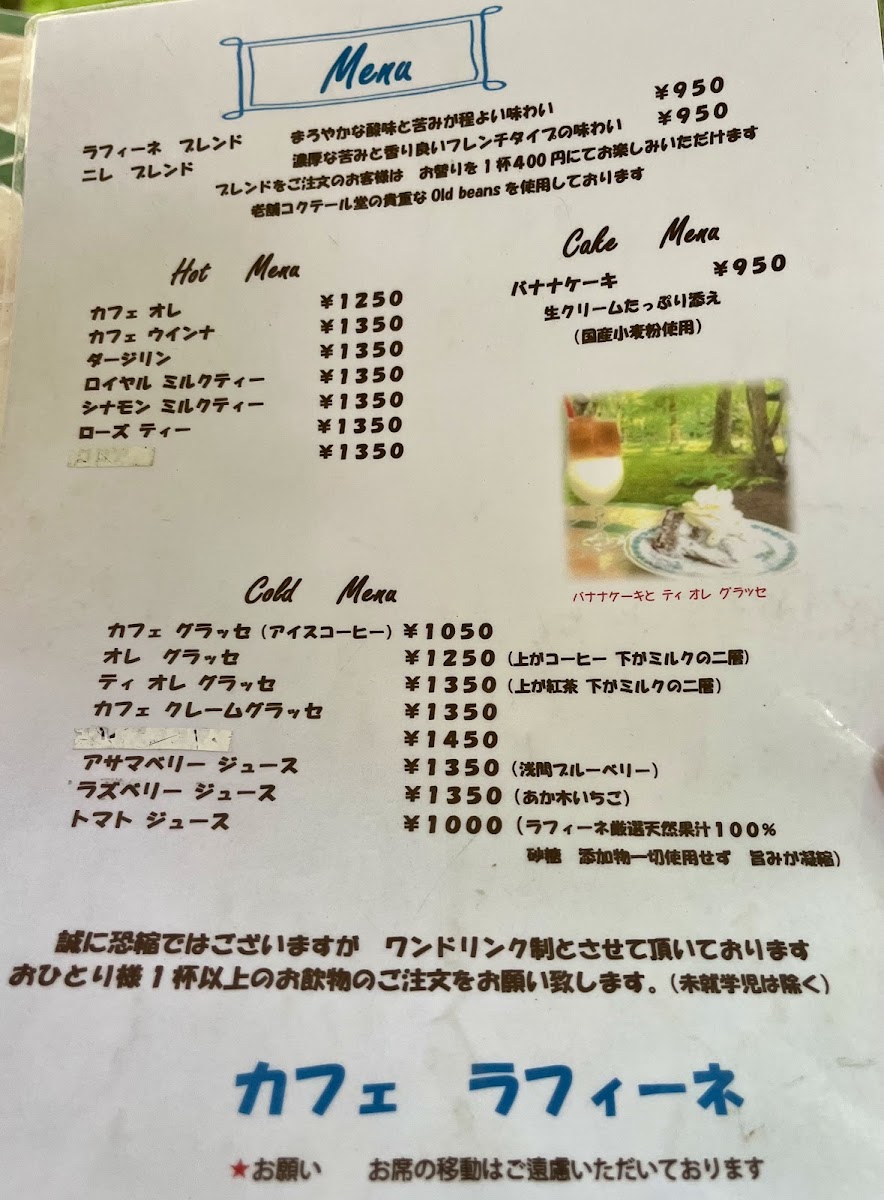 Menu
ラフィーネ ブレンド まろやかな酸味と苦みが程よい味わい ￥950
ニレ ブレンド 濃厚な苦みと香り良いフレンチタイプの味わい ￥950
ブレンドをご注文のお客様は お替りを1杯400円にてお楽しみいただけます
老舗コクテール堂の貴重な Old beans を使用しております
Hot Menu
カフェ オレ ￥1250
カフェ ウインナ ￥1350
ダージリン ￥1350
ロイヤル ミルクティー ￥1350
シナモン ミルクティー ￥1350
ローズ ティー ￥1350
￥1350
Cake Menu
バナナケーキ ￥950
生クリームたっぷり添え
（国産小麦粉使用）
バナナケーキと ティ オレ グラッセ
Cold Menu
カフェ グラッセ（アイスコーヒー）￥1050
オレ グラッセ ￥1250（上がコーヒー 下がミルクの二層）
ティ オレ グラッセ ￥1350（上が紅茶 下がミルクの二層）
カフェ クレームグラッセ ￥1350
￥1450
アサマベリー ジュース ￥1350（浅間ブルーベリー）
ラズベリー ジュース ￥1350（あか木いちご）
トマト ジュース ￥1000（ラフィーネ厳選天然果汁100%
砂糖 添加物一切使用せず 旨みが凝縮）
誠に恐縮ではございますが ワンドリンク制とさせて頂いております
おひとり様1杯以上のお飲物のご注文をお願い致します。（未就学児は除く）
カフェ ラフィーネ
★お願い お席の移動はご遠慮いただいております